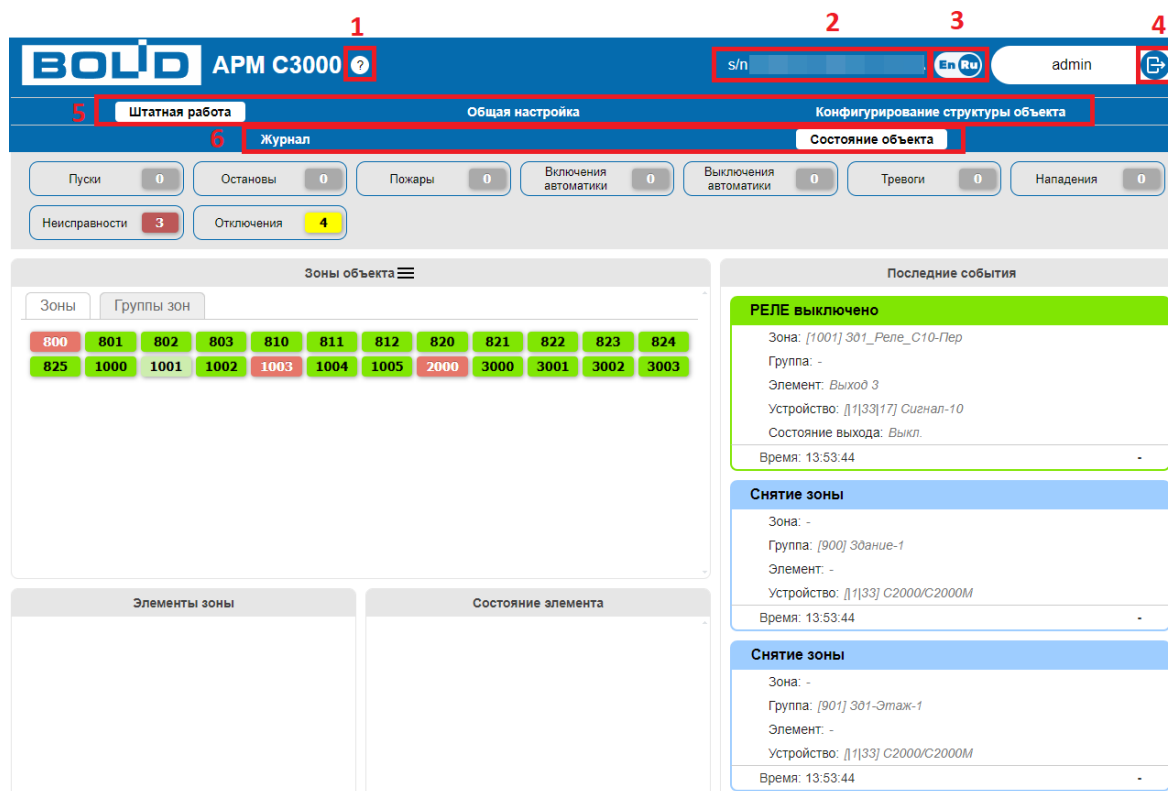 1
2
3
4
BOLID АРМ С3000 ? s/n En Ru admin
5 Штатная работа Общая настройка Конфигурирование структуры объекта
6 Журнал Состояние объекта
Пуски 0 Остановы 0 Пожары 0 Включения автоматики 0 Выключения автоматики 0 Тревоги 0 Нападения 0
Неисправности 3 Отключения 4
Зоны объекта
Зоны Группы зон
800 801 802 803 810 811 812 820 821 822 823 824
825 1000 1001 1002 1003 1004 1005 2000 3000 3001 3002 3003
Элементы зоны
Состояние элемента
Последние события
РЕЛЕ выключено
Зона: [1001] Зд1_Реле_С10-Пер
Группа: -
Элемент: Выход 3
Устройство: [|1|33|17] Сигнал-10
Состояние выхода: Выкл.
Время: 13:53:44 -
Снятие зоны
Зона: -
Группа: [900] Здание-1
Элемент: -
Устройство: [|1|33] С2000/С2000М
Время: 13:53:44 -
Снятие зоны
Зона: -
Группа: [901] Зд1-Этаж-1
Элемент: -
Устройство: [|1|33] С2000/С2000М
Время: 13:53:44 -